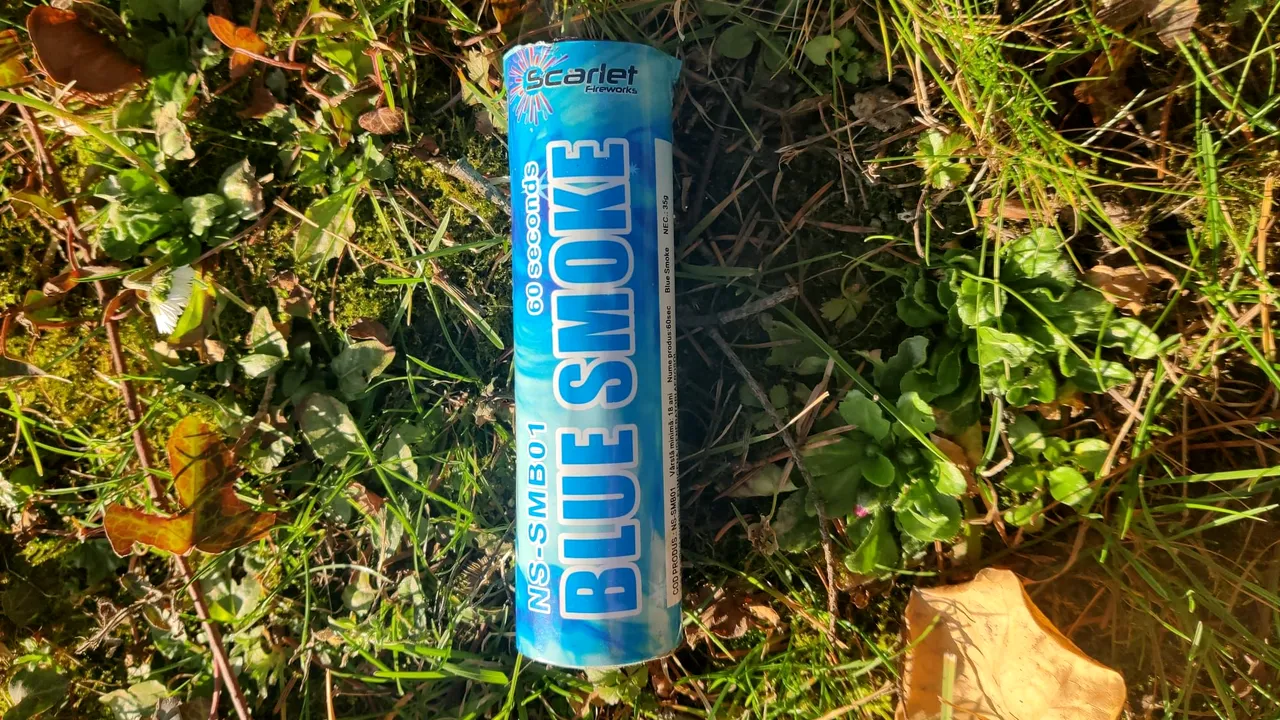 Scarlet
Fireworks
60 seconds
NS-SMB01
BLUE SMOKE
COD PRODUS: NS-SMB01 Vârstă minimă: 18 ani Nume produs:60sec Blue Smoke NEC.: 35g